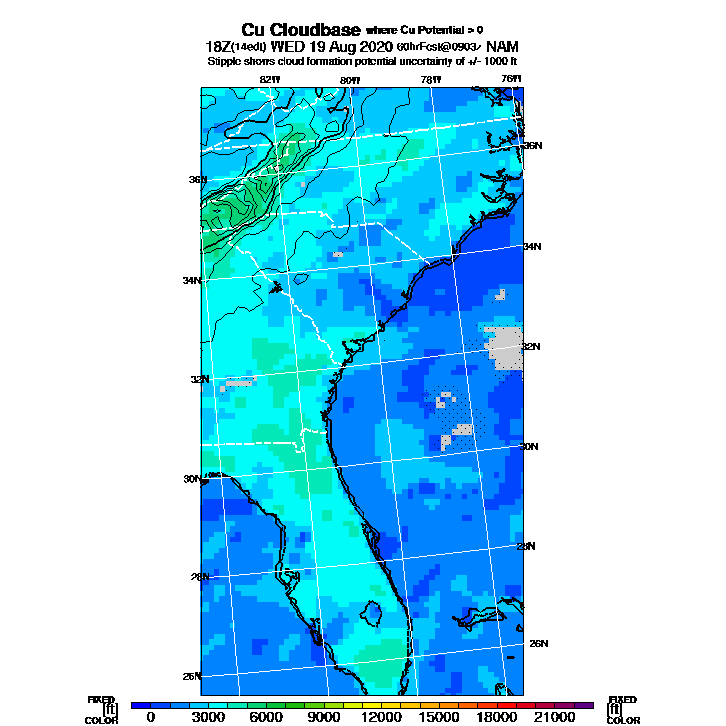 Cu Cloudbase where Cu Potential > 0
18Z(14edt) WED 19 Aug 2020 60hrFcst@0903z NAM
Stipple shows cloud formation potential uncertainty of +/- 1000 ft
82W 80W 78W 76W
36N
36N
34N
34N
32N
32N
30N
30N
28N
28N
26N
26N
FIXED FIXED
[ft] [ft]
COLOR COLOR
0 3000 6000 9000 12000 15000 18000 21000